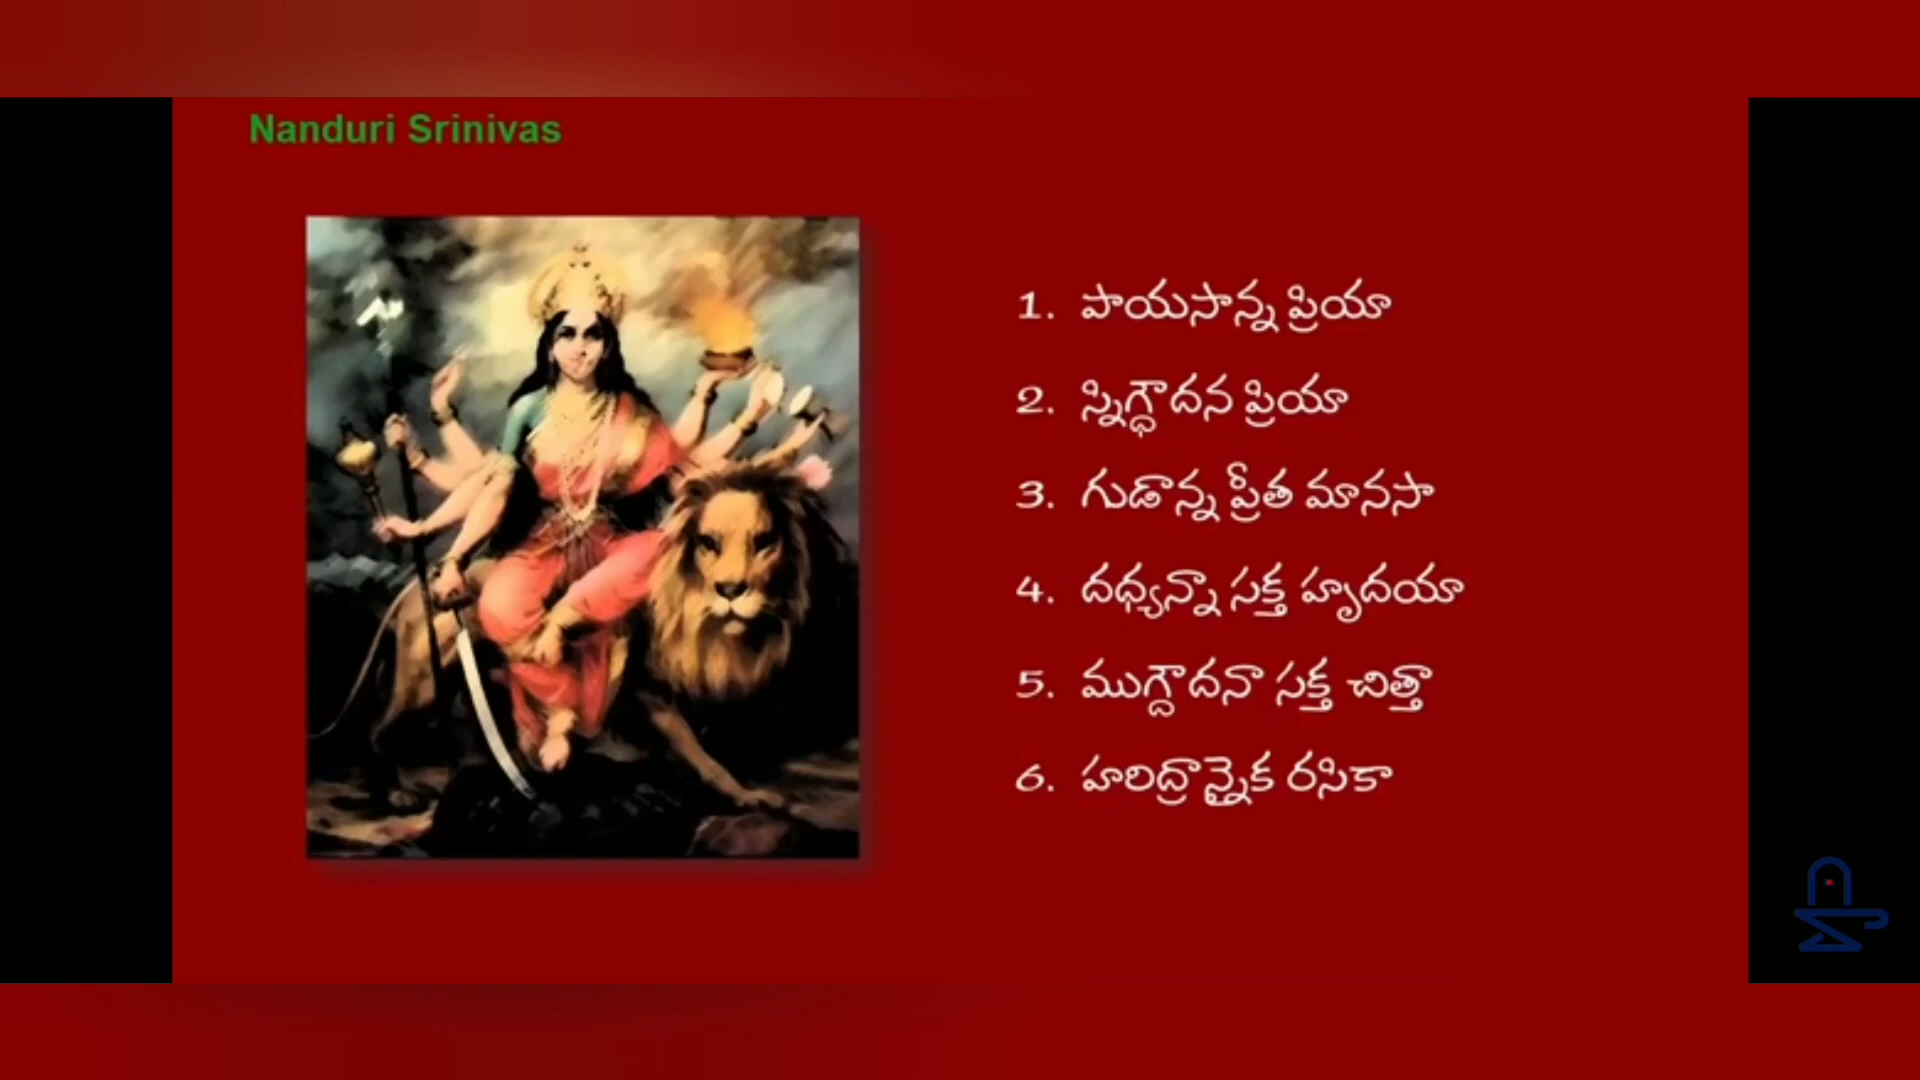 Nanduri Srinivas
1. పాయసాన్న ప్రియా
2. స్నిగ్ధౌదన ప్రియా
3. గుడాన్న ప్రీత మానసా
4. దధ్యన్నా సక్త హృదయా
5. ముగ్దౌదనా సక్త చిత్తా
6. హరిద్రాన్నైక రసికా